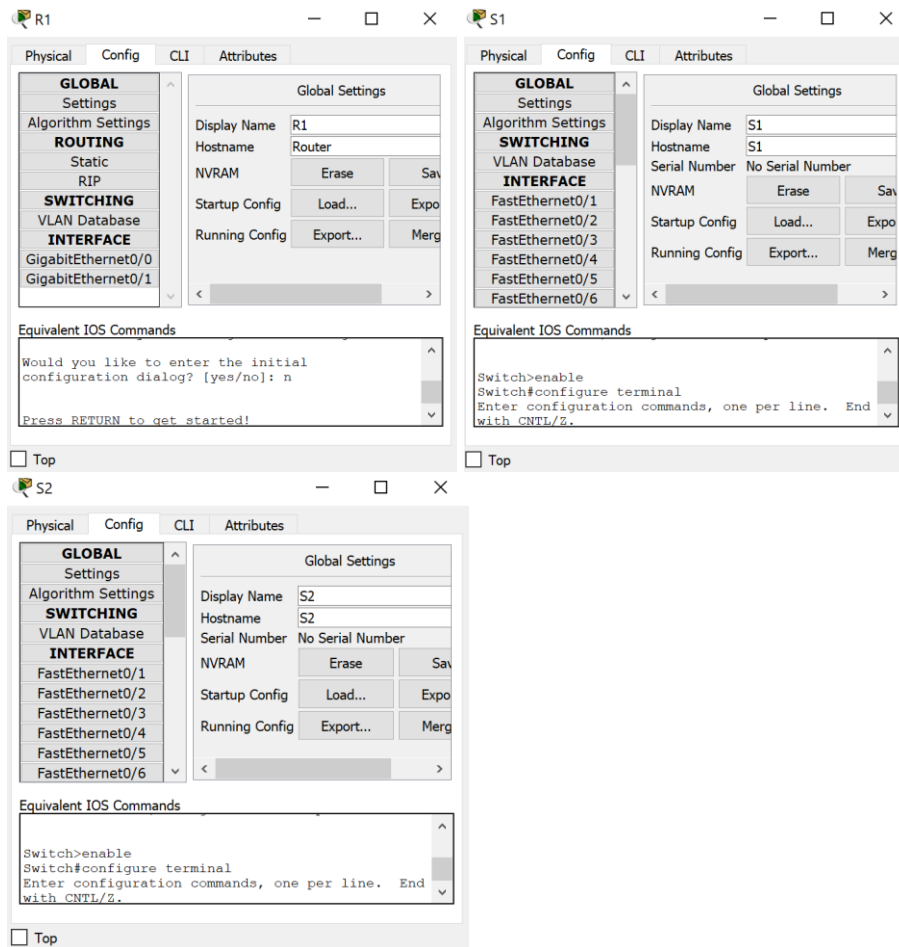 R1
Physical Config CLI Attributes
GLOBAL
Settings
Algorithm Settings
ROUTING
Static
RIP
SWITCHING
VLAN Database
INTERFACE
GigabitEthernet0/0
GigabitEthernet0/1
Global Settings
Display Name R1
Hostname Router
NVRAM Erase Sav
Startup Config Load... Expo
Running Config Export... Merg
Equivalent IOS Commands
Would you like to enter the initial
configuration dialog? [yes/no]: n
Press RETURN to get started!
Top
S1
Physical Config CLI Attributes
GLOBAL
Settings
Algorithm Settings
SWITCHING
VLAN Database
INTERFACE
FastEthernet0/1
FastEthernet0/2
FastEthernet0/3
FastEthernet0/4
FastEthernet0/5
FastEthernet0/6
Global Settings
Display Name S1
Hostname S1
Serial Number No Serial Number
NVRAM Erase Sav
Startup Config Load... Expo
Running Config Export... Merg
Equivalent IOS Commands
Switch>enable
Switch#configure terminal
Enter configuration commands, one per line. End
with CNTL/Z.
Top
S2
Physical Config CLI Attributes
GLOBAL
Settings
Algorithm Settings
SWITCHING
VLAN Database
INTERFACE
FastEthernet0/1
FastEthernet0/2
FastEthernet0/3
FastEthernet0/4
FastEthernet0/5
FastEthernet0/6
Global Settings
Display Name S2
Hostname S2
Serial Number No Serial Number
NVRAM Erase Sav
Startup Config Load... Expo
Running Config Export... Merg
Equivalent IOS Commands
Switch>enable
Switch#configure terminal
Enter configuration commands, one per line. End
with CNTL/Z.
Top